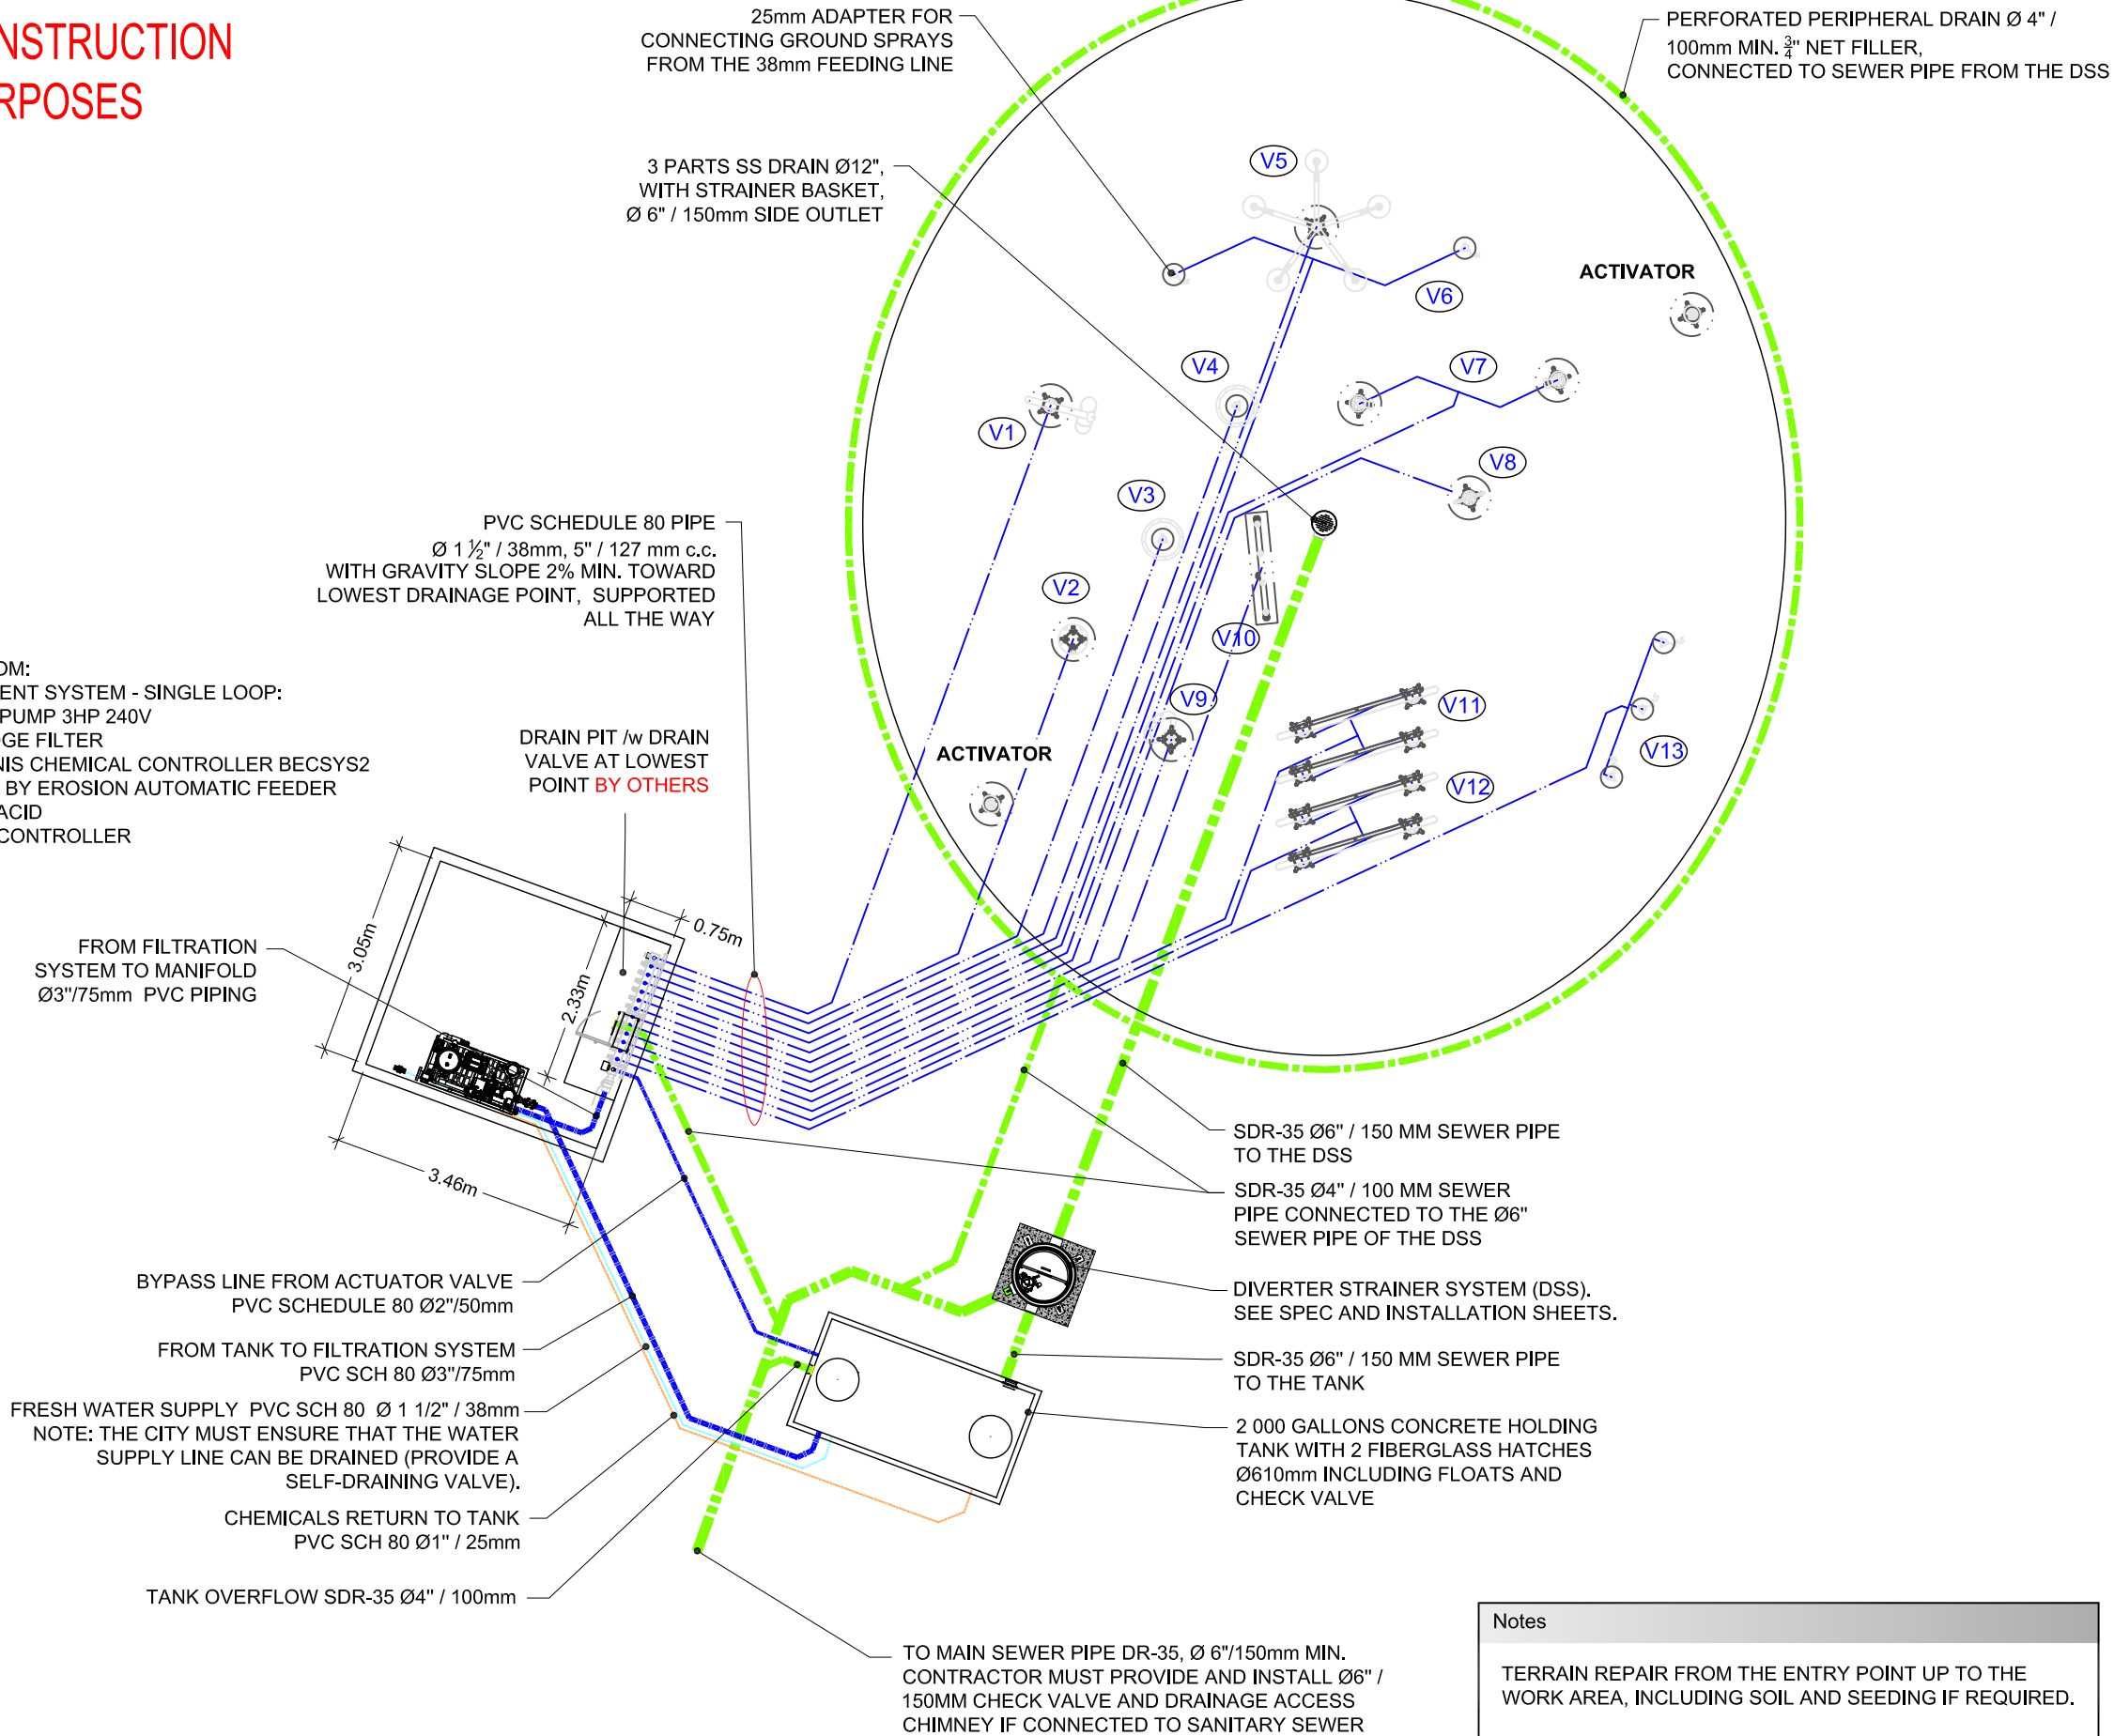 NSTRUCTION
RPOSES
25mm ADAPTER FOR
CONNECTING GROUND SPRAYS
FROM THE 38mm FEEDING LINE
PERFORATED PERIPHERAL DRAIN Ø 4" /
100mm MIN. 3/4" NET FILLER,
CONNECTED TO SEWER PIPE FROM THE DSS
3 PARTS SS DRAIN Ø12",
WITH STRAINER BASKET,
Ø 6" / 150mm SIDE OUTLET
V5
V6
ACTIVATOR
V4
V7
V1
V8
V3
V2
V10
V9
V11
V12
V13
ACTIVATOR
PVC SCHEDULE 80 PIPE
Ø 1 1/2" / 38mm, 5" / 127 mm c.c.
WITH GRAVITY SLOPE 2% MIN. TOWARD
LOWEST DRAINAGE POINT, SUPPORTED
ALL THE WAY
OM:
ENT SYSTEM - SINGLE LOOP:
PUMP 3HP 240V
GE FILTER
NIS CHEMICAL CONTROLLER BECSYS2
BY EROSION AUTOMATIC FEEDER
ACID
CONTROLLER
DRAIN PIT /w DRAIN
VALVE AT LOWEST
POINT BY OTHERS
3.05m
0.75m
2.33m
3.46m
FROM FILTRATION
SYSTEM TO MANIFOLD
Ø3"/75mm PVC PIPING
BYPASS LINE FROM ACTUATOR VALVE
PVC SCHEDULE 80 Ø2"/50mm
FROM TANK TO FILTRATION SYSTEM
PVC SCH 80 Ø3"/75mm
FRESH WATER SUPPLY PVC SCH 80 Ø 1 1/2" / 38mm
NOTE: THE CITY MUST ENSURE THAT THE WATER
SUPPLY LINE CAN BE DRAINED (PROVIDE A
SELF-DRAINING VALVE).
CHEMICALS RETURN TO TANK
PVC SCH 80 Ø1" / 25mm
TANK OVERFLOW SDR-35 Ø4" / 100mm
SDR-35 Ø6" / 150 MM SEWER PIPE
TO THE DSS
SDR-35 Ø4" / 100 MM SEWER
PIPE CONNECTED TO THE Ø6"
SEWER PIPE OF THE DSS
DIVERTER STRAINER SYSTEM (DSS).
SEE SPEC AND INSTALLATION SHEETS.
SDR-35 Ø6" / 150 MM SEWER PIPE
TO THE TANK
2 000 GALLONS CONCRETE HOLDING
TANK WITH 2 FIBERGLASS HATCHES
Ø610mm INCLUDING FLOATS AND
CHECK VALVE
TO MAIN SEWER PIPE DR-35, Ø 6"/150mm MIN.
CONTRACTOR MUST PROVIDE AND INSTALL Ø6" /
150MM CHECK VALVE AND DRAINAGE ACCESS
CHIMNEY IF CONNECTED TO SANITARY SEWER
Notes
TERRAIN REPAIR FROM THE ENTRY POINT UP TO THE
WORK AREA, INCLUDING SOIL AND SEEDING IF REQUIRED.